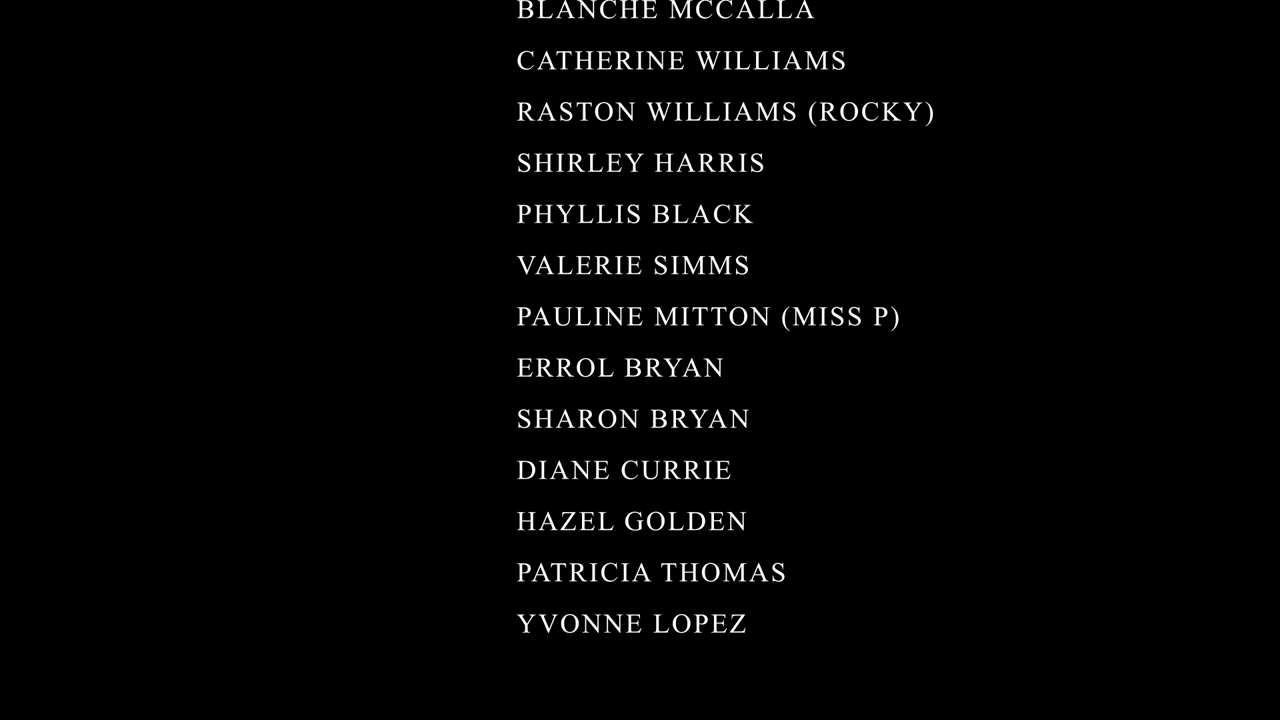 BLANCHE MCCALLA
CATHERINE WILLIAMS
RASTON WILLIAMS (ROCKY)
SHIRLEY HARRIS
PHYLLIS BLACK
VALERIE SIMMS
PAULINE MITTON (MISS P)
ERROL BRYAN
SHARON BRYAN
DIANE CURRIE
HAZEL GOLDEN
PATRICIA THOMAS
YVONNE LOPEZ